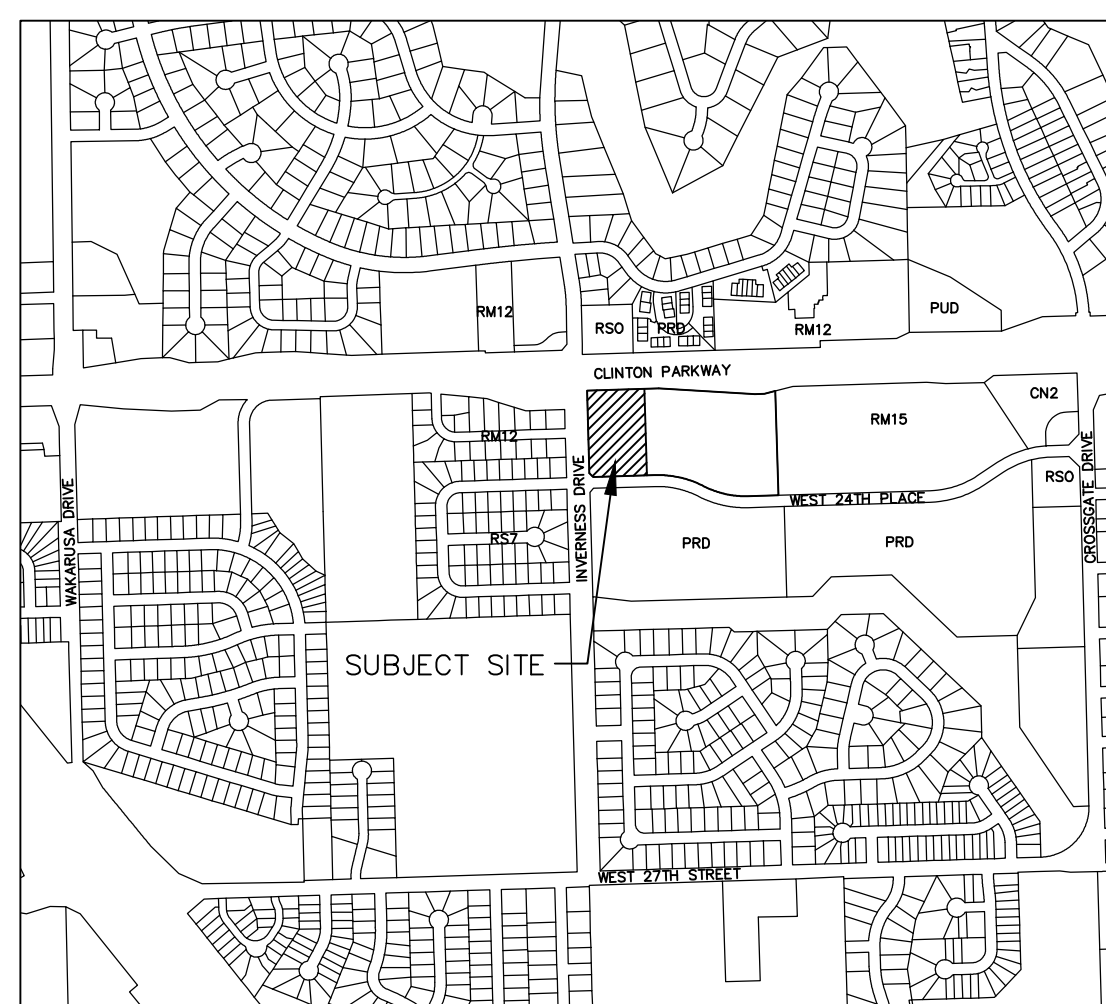 RM12
RSO
PRD
RM12
PUD
CLINTON PARKWAY
CN2
RM15
RM12
RSO
WAKARUSA DRIVE
INVERNESS DRIVE
WEST 24TH PLACE
CROSSGATE DRIVE
RS7
PRD
PRD
SUBJECT SITE
WEST 27TH STREET